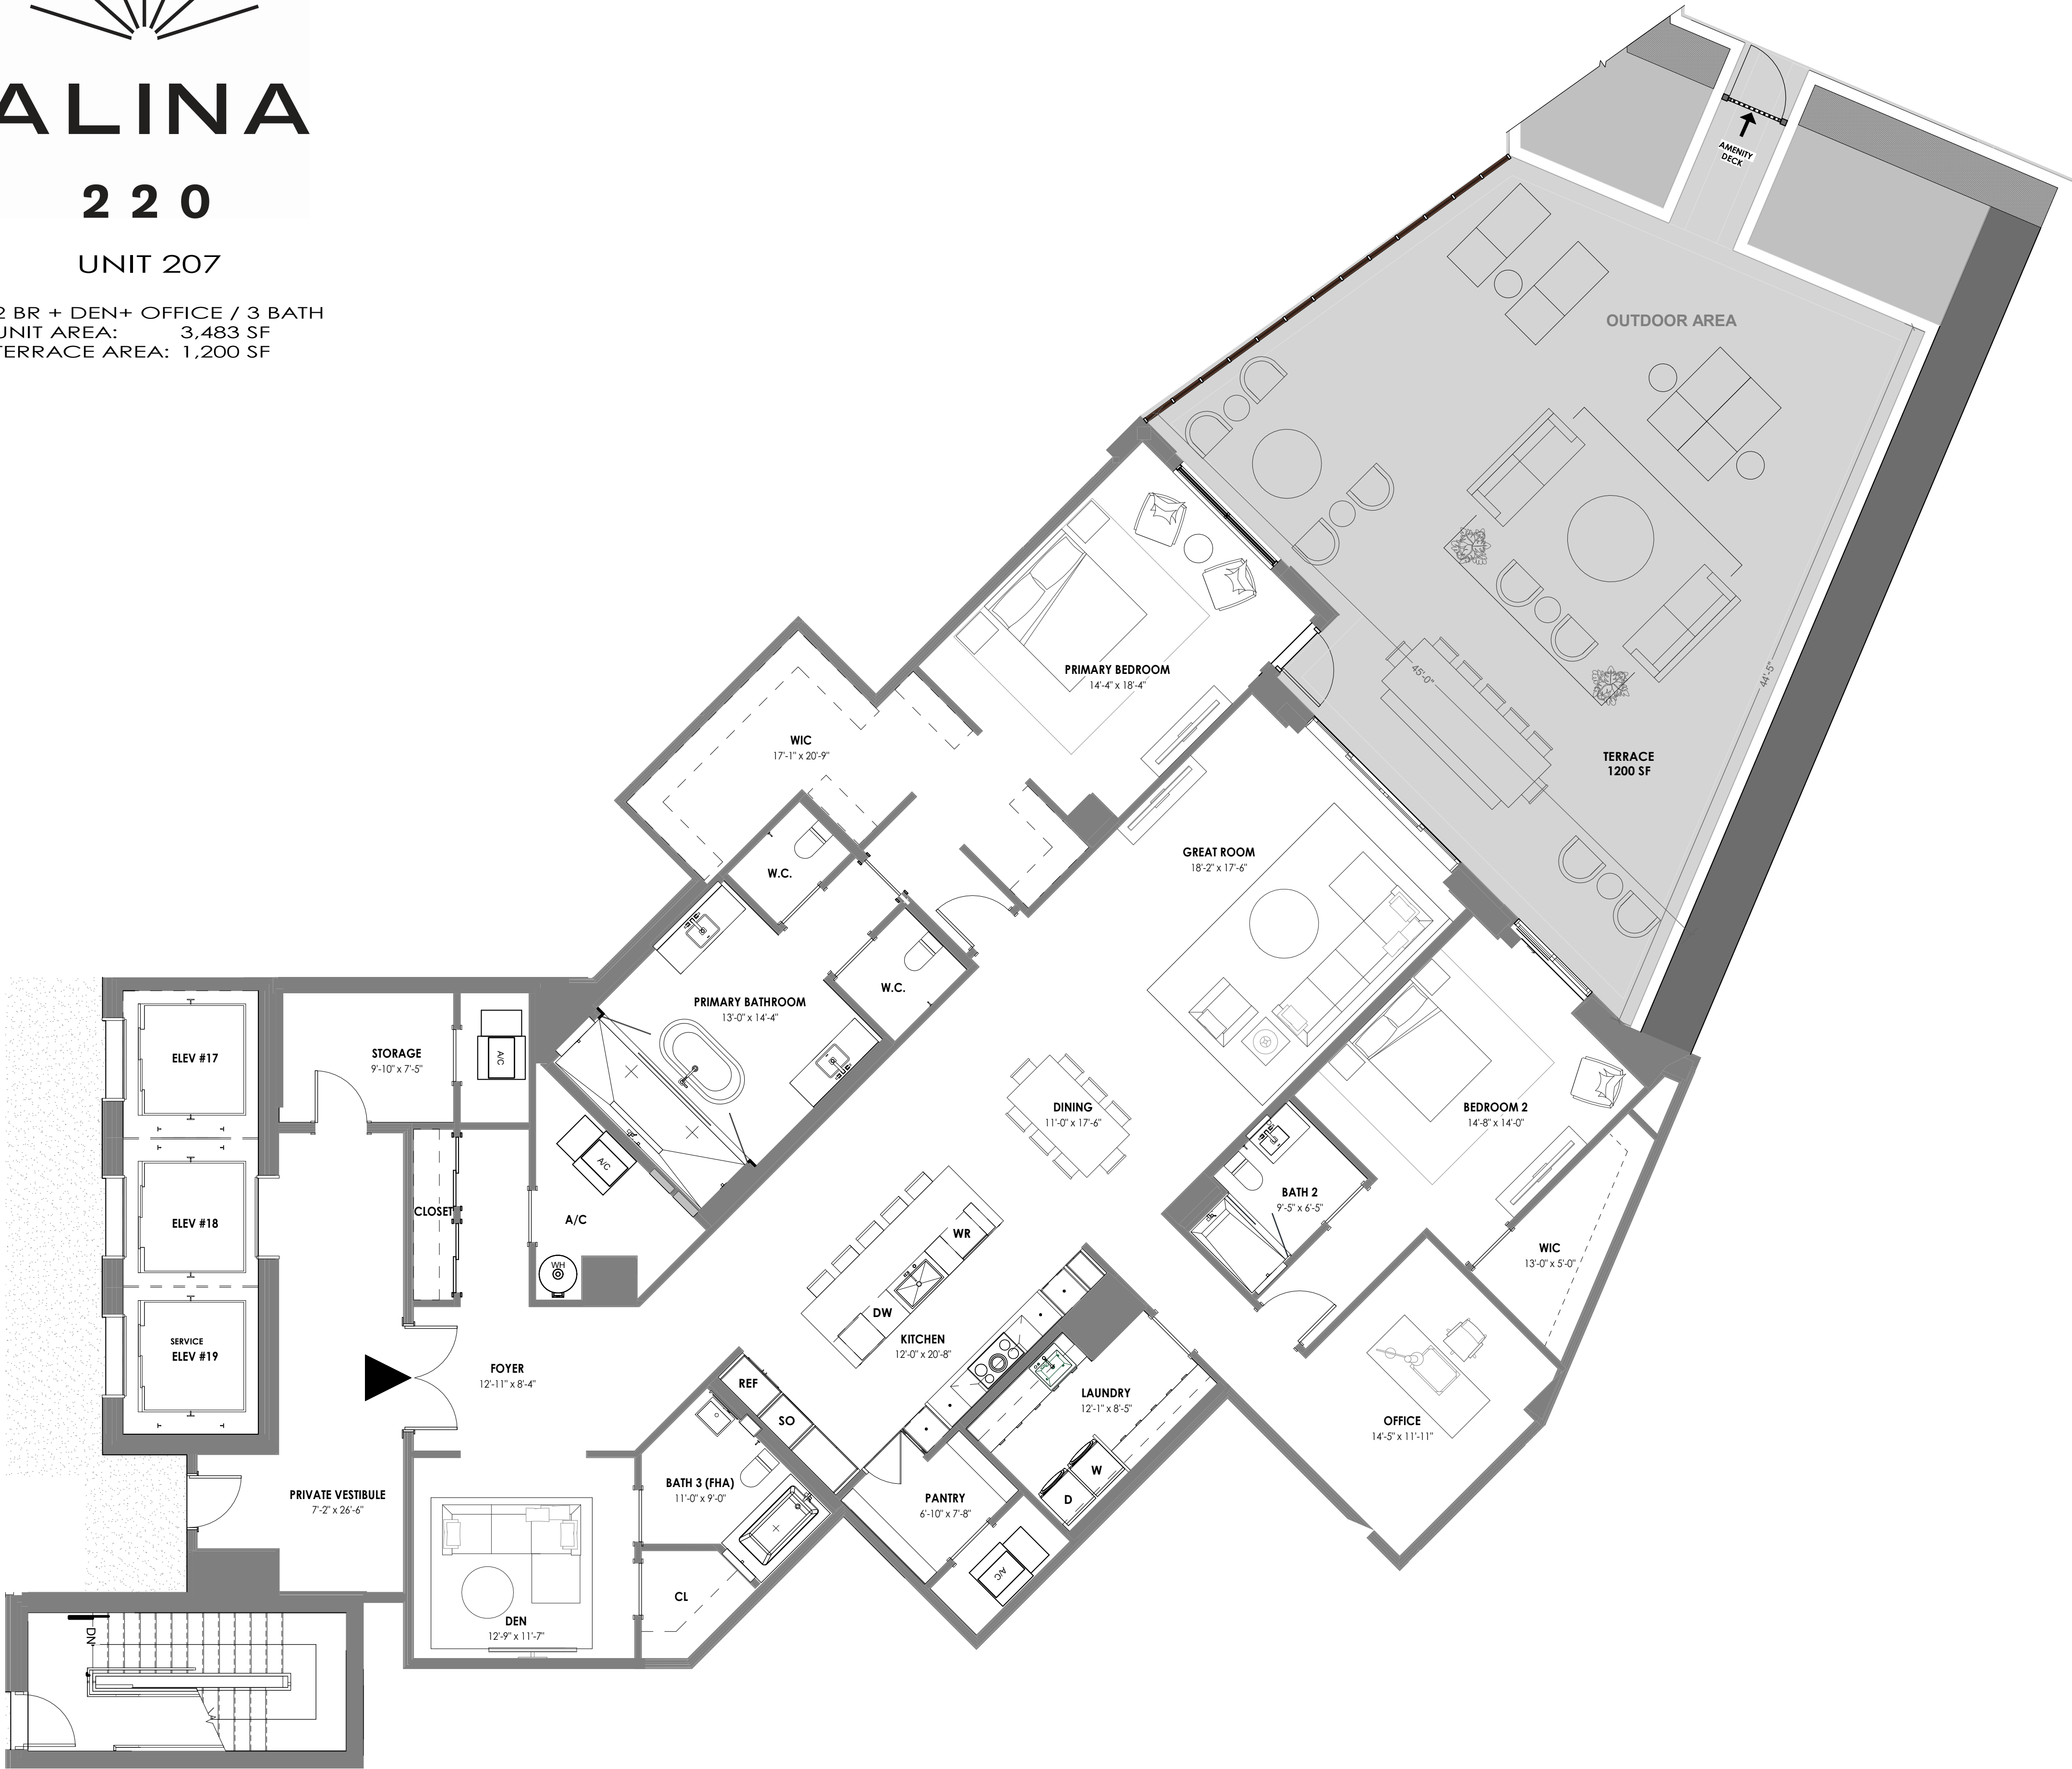 ALINA
220
UNIT 207
2 BR + DEN+ OFFICE / 3 BATH
UNIT AREA: 3,483 SF
TERRACE AREA: 1,200 SF
AMENITY
DECK
OUTDOOR AREA
45'-0"
44'-5"
TERRACE
1200 SF
PRIMARY BEDROOM
14'-4" x 18'-4"
WIC
17'-1" x 20'-9"
GREAT ROOM
18'-2" x 17'-6"
W.C.
W.C.
PRIMARY BATHROOM
13'-0" x 14'-4"
ELEV #17
STORAGE
9'-10" x 7'-5"
A/C
DINING
11'-0" x 17'-6"
BEDROOM 2
14'-8" x 14'-0"
A/C
BATH 2
9'-5" x 6'-5"
ELEV #18
CLOSET
A/C
WH
WR
WIC
13'-0" x 5'-0"
DW
KITCHEN
12'-0" x 20'-8"
SERVICE
ELEV #19
FOYER
12'-11" x 8'-4"
REF
SO
LAUNDRY
12'-1" x 8'-5"
OFFICE
14'-5" x 11'-11"
W
D
PRIVATE VESTIBULE
7'-2" x 26'-6"
BATH 3 (FHA)
11'-0" x 9'-0"
PANTRY
6'-10" x 7'-8"
A/C
CL
DEN
12'-9" x 11'-7"
DN